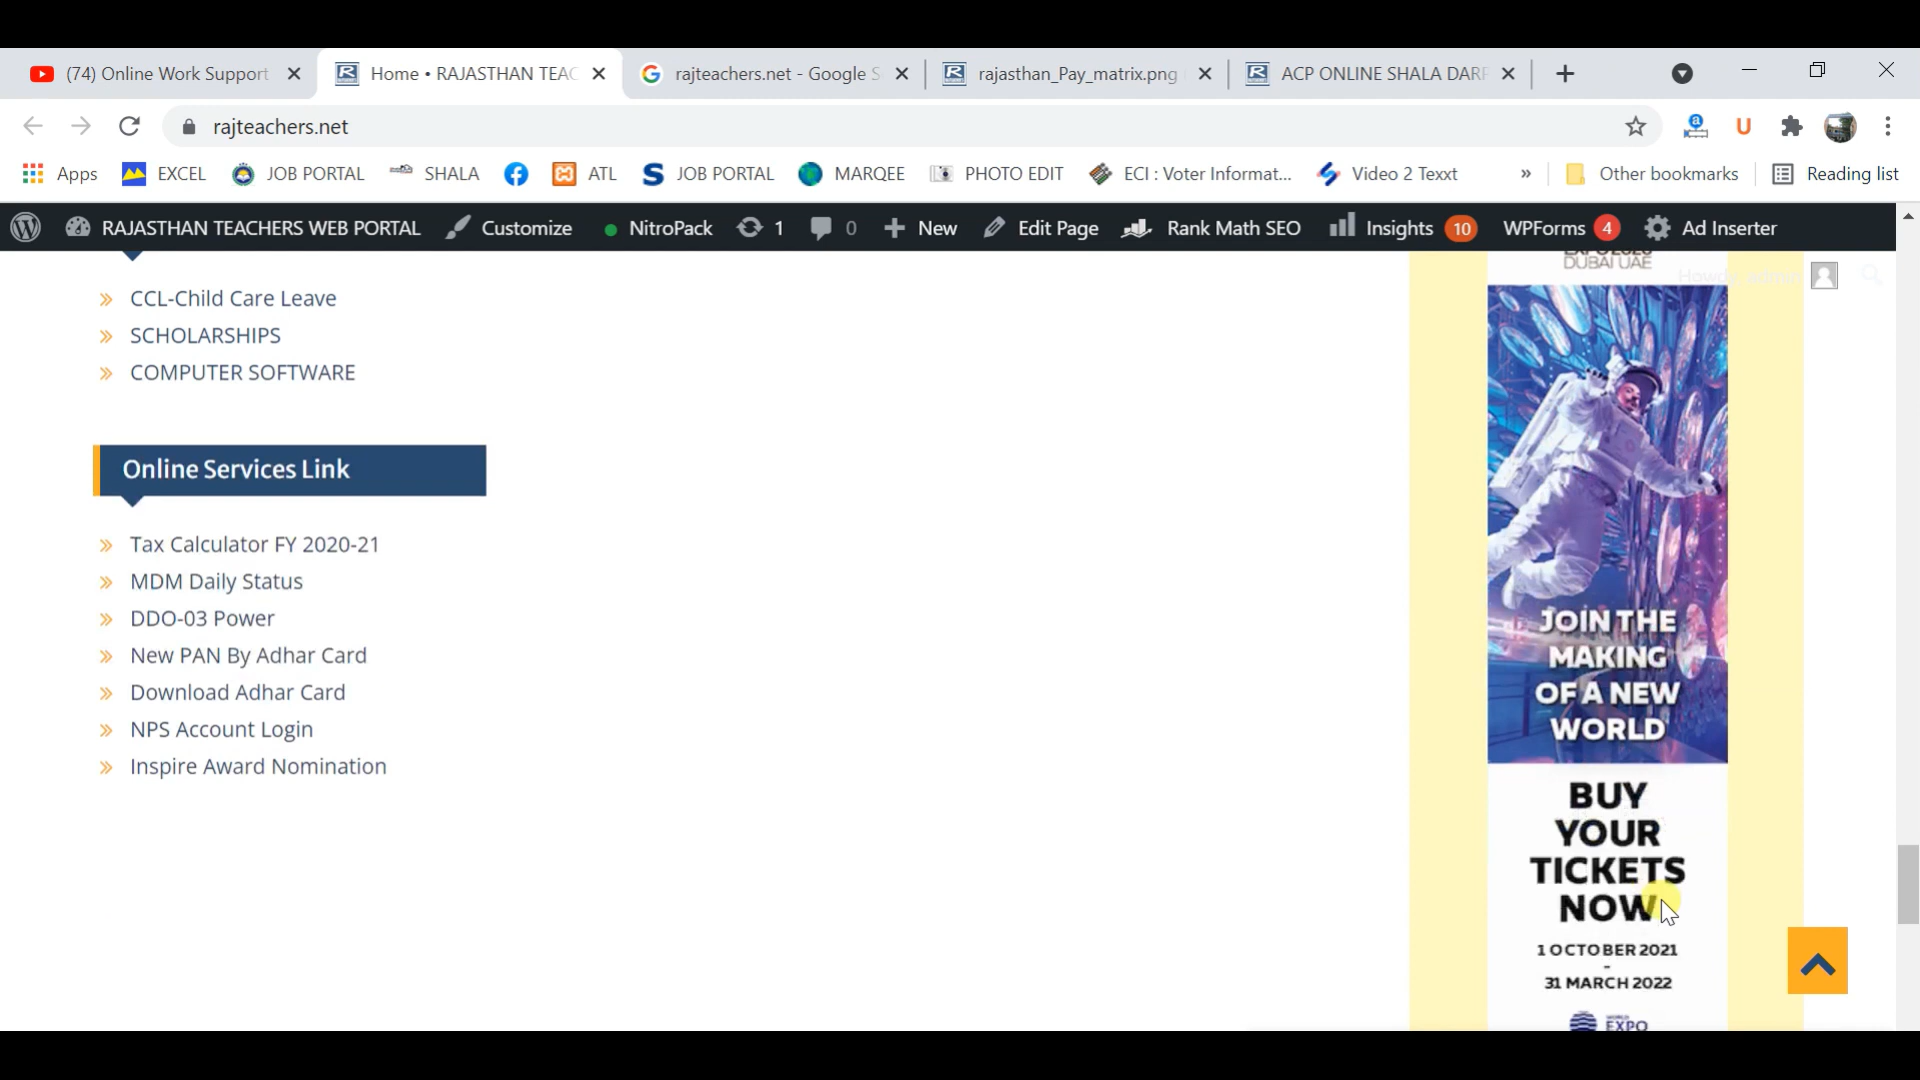 (74) Online Work Support
Home • RAJASTHAN TEAC
rajteachers.net - Google S
rajasthan_Pay_matrix.png
ACP ONLINE SHALA DARP
rajteachers.net
Apps
EXCEL
JOB PORTAL
SHALA
ATL
JOB PORTAL
MARQEE
PHOTO EDIT
ECI : Voter Informat...
Video 2 Texxt
»
Other bookmarks
Reading list
RAJASTHAN TEACHERS WEB PORTAL
Customize
NitroPack
1
0
New
Edit Page
Rank Math SEO
Insights 10
WPForms 4
Ad Inserter
CCL-Child Care Leave
SCHOLARSHIPS
COMPUTER SOFTWARE
Online Services Link
Tax Calculator FY 2020-21
MDM Daily Status
DDO-03 Power
New PAN By Adhar Card
Download Adhar Card
NPS Account Login
Inspire Award Nomination
DUBAI UAE
JOIN THE
MAKING
OF A NEW
WORLD
BUY
YOUR
TICKETS
NOW
1 OCTOBER 2021
-
31 MARCH 2022
WORLD
EXPO